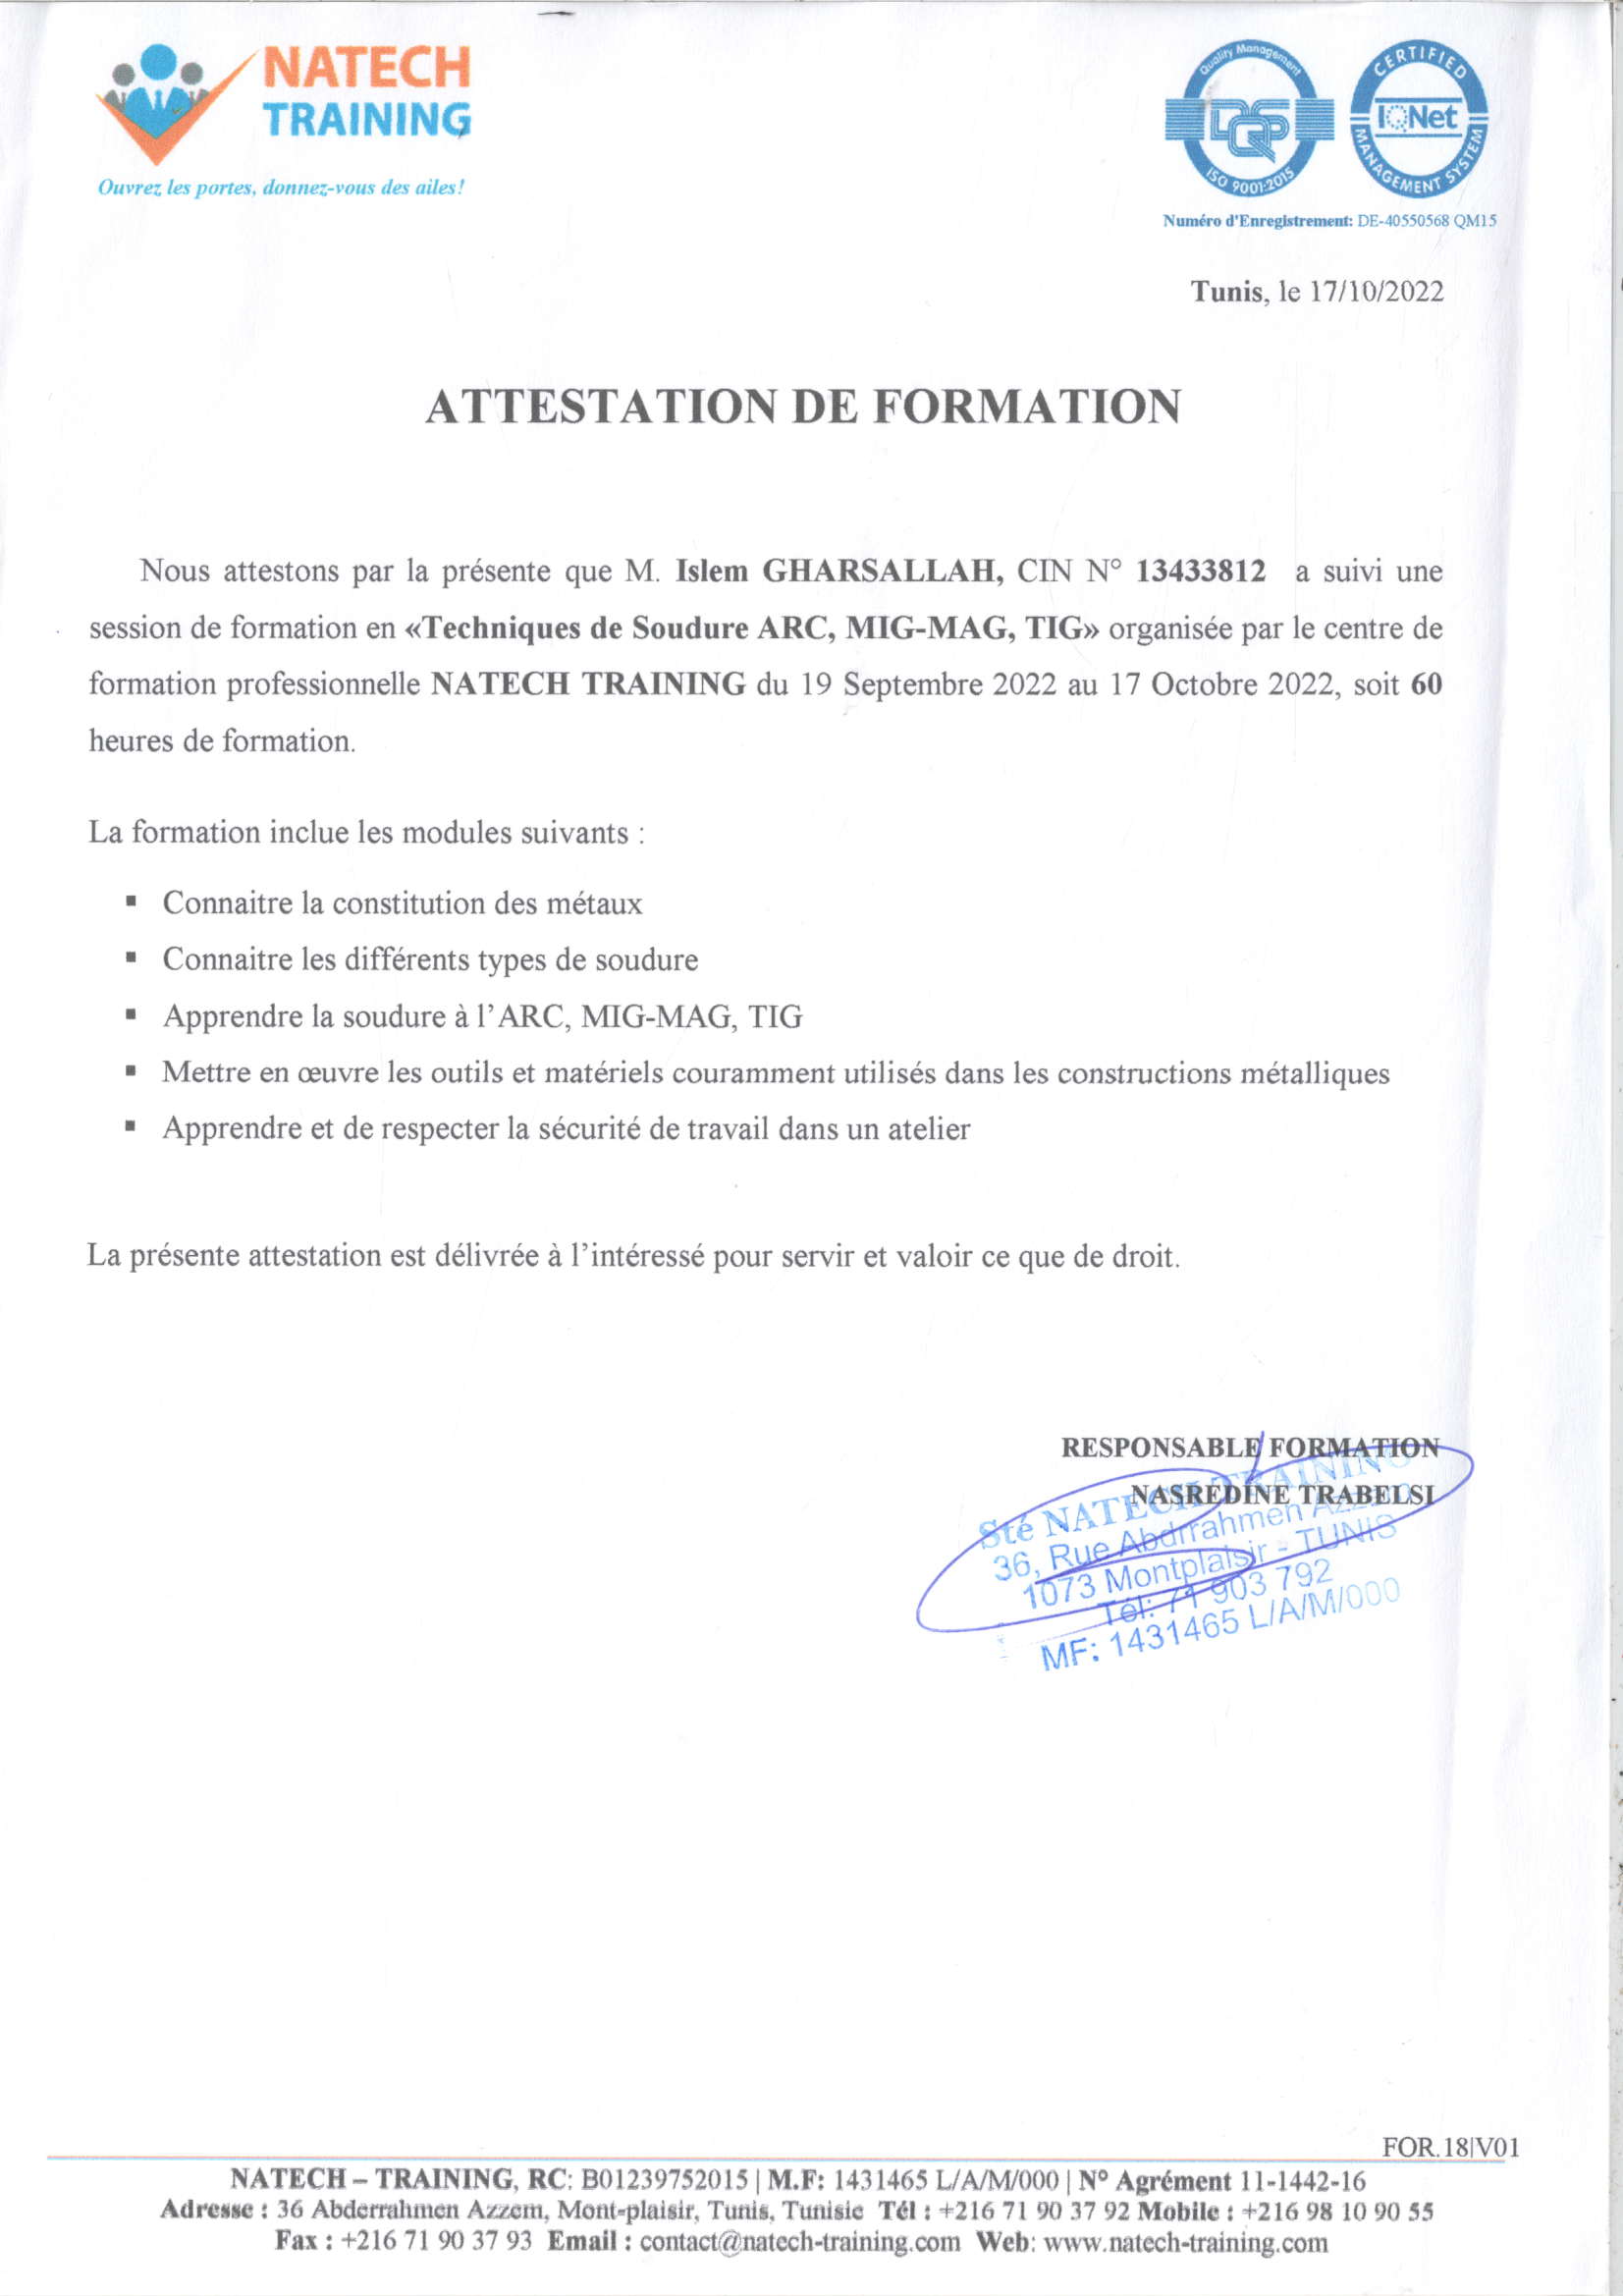 NATECH
TRAINING
Ouvrez les portes, donnez-vous des ailes!
Quality Management
DQS
ISO 9001:2015
CERTIFIED
IQNet
MANAGEMENT SYSTEM
Numéro d'Enregistrement: DE-40550568 QM15
Tunis, le 17/10/2022
ATTESTATION DE FORMATION
Nous attestons par la présente que M. Islem GHARSALLAH, CIN N° 13433812 a suivi une
session de formation en «Techniques de Soudure ARC, MIG-MAG, TIG» organisée par le centre de
formation professionnelle NATECH TRAINING du 19 Septembre 2022 au 17 Octobre 2022, soit 60
heures de formation.
La formation inclue les modules suivants :
▪ Connaitre la constitution des métaux
▪ Connaitre les différents types de soudure
▪ Apprendre la soudure à l'ARC, MIG-MAG, TIG
▪ Mettre en œuvre les outils et matériels couramment utilisés dans les constructions métalliques
▪ Apprendre et de respecter la sécurité de travail dans un atelier
La présente attestation est délivrée à l'intéressé pour servir et valoir ce que de droit.
RESPONSABLE FORMATION
NASREDINE TRABELSI
Sté NATECH TRAINING
36, Rue Abdrrahmen Azzem
1073 Montplaisir - TUNIS
Tél: 71 903 792
MF: 1431465 L/A/M/000
FOR.18|V01
NATECH – TRAINING, RC: B01239752015 | M.F: 1431465 L/A/M/000 | N° Agrément 11-1442-16
Adresse : 36 Abderrahmen Azzem, Mont-plaisir, Tunis, Tunisie Tél : +216 71 90 37 92 Mobile : +216 98 10 90 55
Fax : +216 71 90 37 93 Email : contact@natech-training.com Web: www.natech-training.com